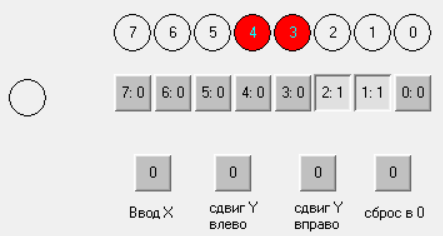 7 6 5 4 3 2 1 0
7: 0 6: 0 5: 0 4: 0 3: 0 2: 1 1: 1 0: 0
0 0 0 0
Ввод X сдвиг Y влево сдвиг Y вправо сброс в 0